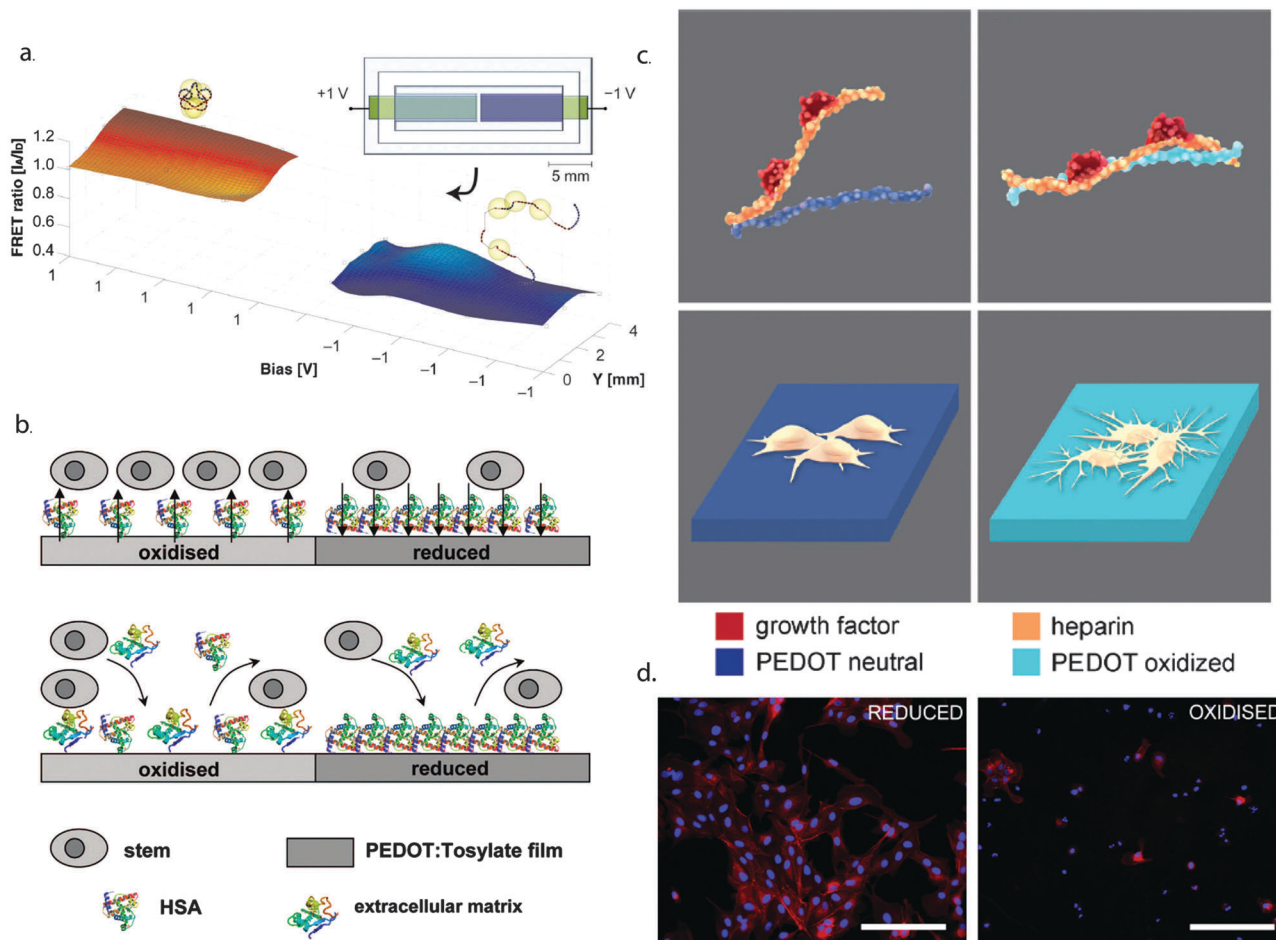 a.
+1 V
−1 V
5 mm
1.2
1.0
0.8
0.6
0.4
FRET ratio [IA/ID]
1
1
1
1
1
−1
−1
−1
−1
−1
Bias [V]
0
2
4
Y [mm]
b.
oxidised
reduced
oxidised
reduced
stem
PEDOT:Tosylate film
HSA
extracellular matrix
c.
growth factor
heparin
PEDOT neutral
PEDOT oxidized
d.
REDUCED
OXIDISED